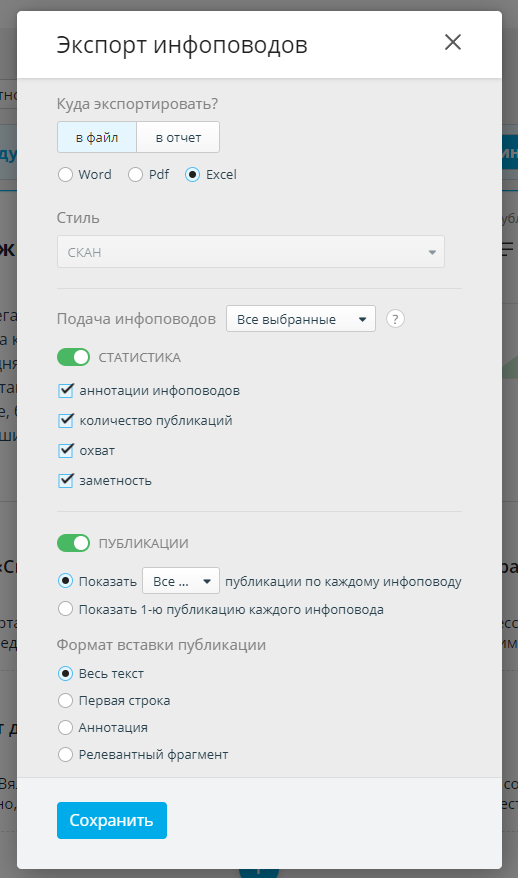 Экспорт инфоповодов
Куда экспортировать?
в файл в отчет
Word Pdf Excel
Стиль
СКАН
Подача инфоповодов Все выбранные ?
СТАТИСТИКА
аннотации инфоповодов
количество публикаций
охват
заметность
ПУБЛИКАЦИИ
Показать Все ... публикации по каждому инфоповоду
Показать 1-ю публикацию каждого инфоповода
Формат вставки публикации
Весь текст
Первая строка
Аннотация
Релевантный фрагмент
Сохранить